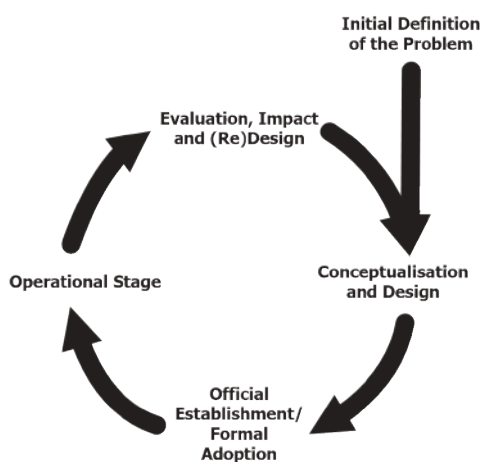 Initial Definition
of the Problem
Evaluation, Impact
and (Re)Design
Conceptualisation
and Design
Operational Stage
Official
Establishment/
Formal
Adoption